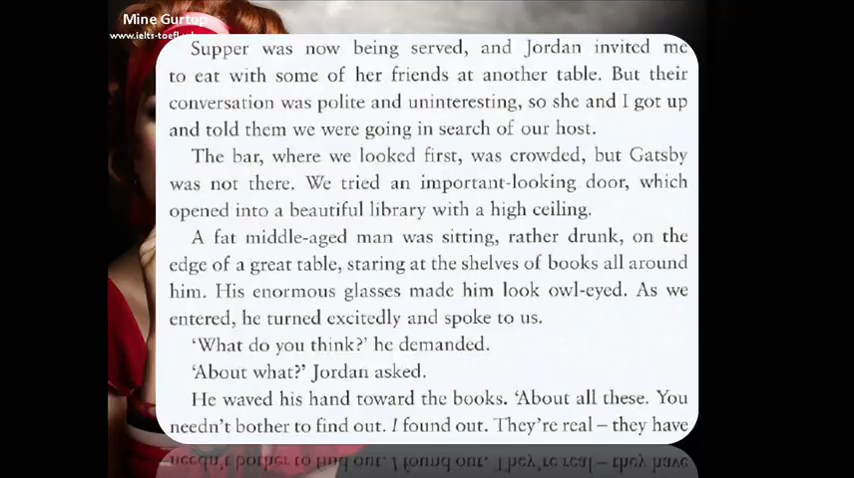 Mine Gurtop
Supper was now being served, and Jordan invited me
to eat with some of her friends at another table. But their
conversation was polite and uninteresting, so she and I got up
and told them we were going in search of our host.
The bar, where we looked first, was crowded, but Gatsby
was not there. We tried an important-looking door, which
opened into a beautiful library with a high ceiling.
A fat middle-aged man was sitting, rather drunk, on the
edge of a great table, staring at the shelves of books all around
him. His enormous glasses made him look owl-eyed. As we
entered, he turned excitedly and spoke to us.
‘What do you think?’ he demanded.
‘About what?’ Jordan asked.
He waved his hand toward the books. ‘About all these. You
needn’t bother to find out. I found out. They’re real – they have